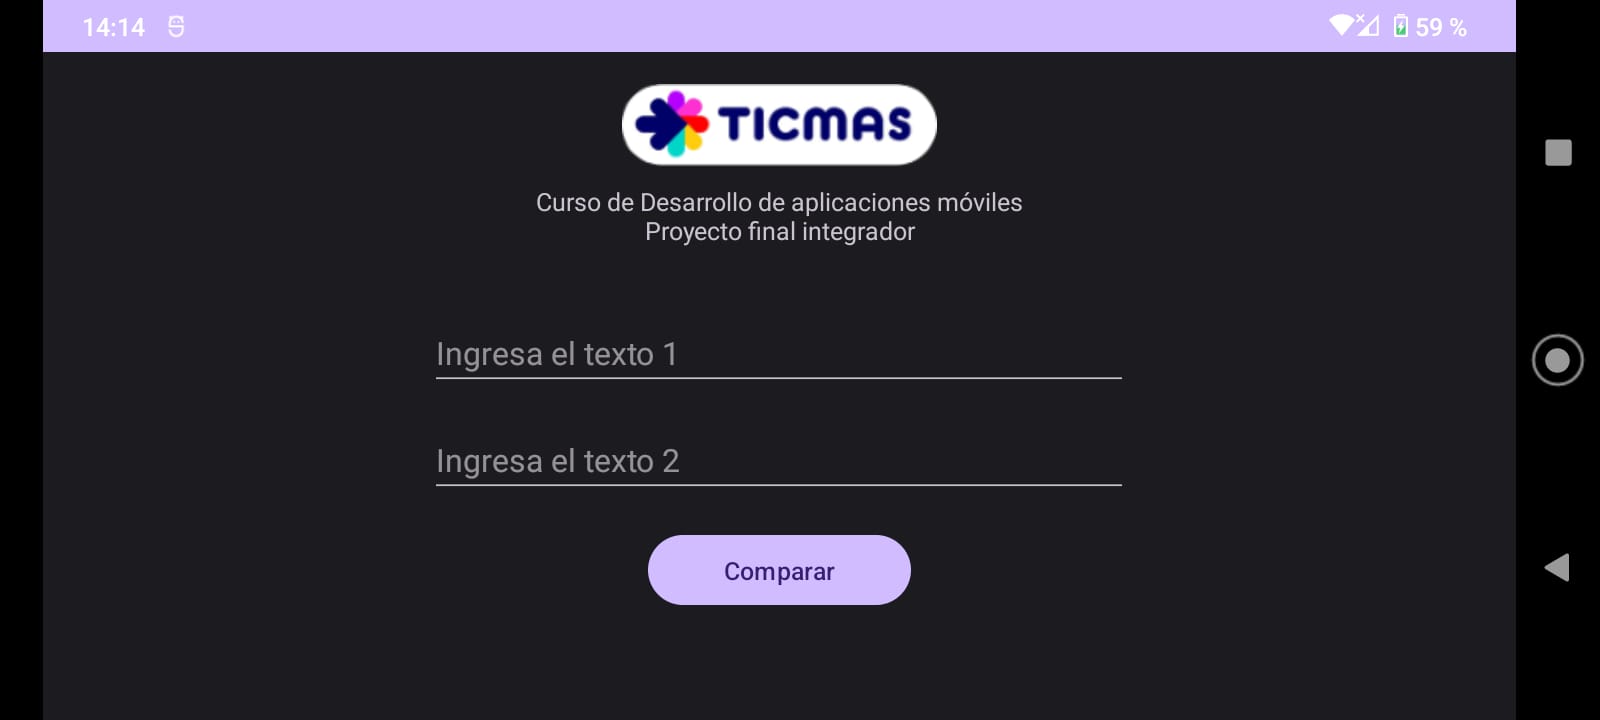 14:14
59 %
TICMAS
Curso de Desarrollo de aplicaciones móviles
Proyecto final integrador
Ingresa el texto 1
Ingresa el texto 2
Comparar